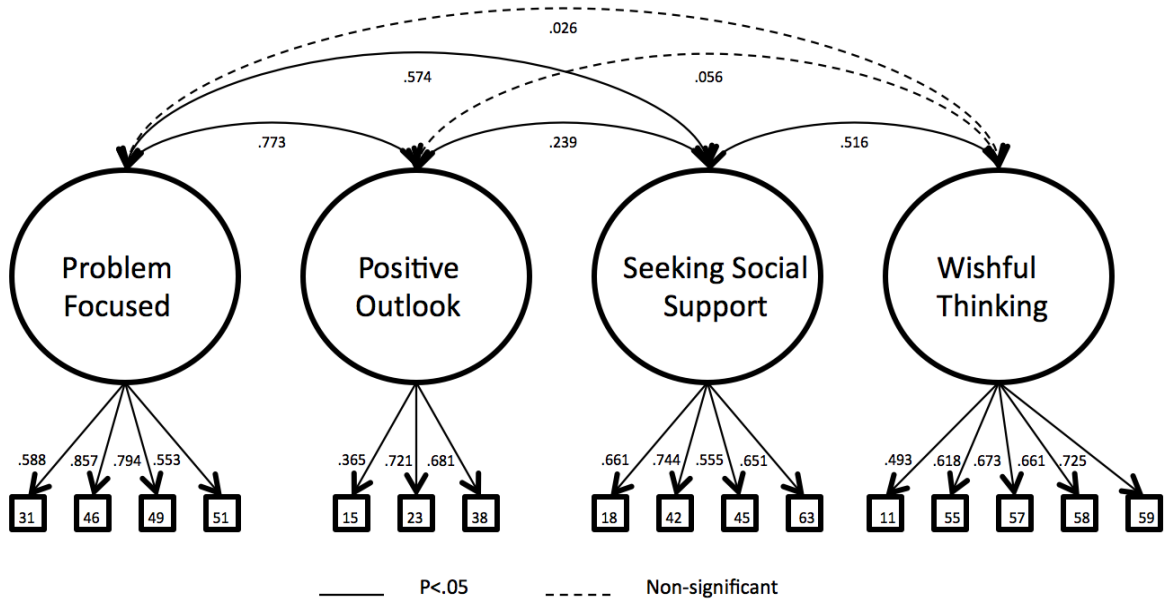 .026
.574
.056
.773
.239
.516
Problem
Focused
Positive
Outlook
Seeking Social
Support
Wishful
Thinking
.588 .857 .794 .553
.365 .721 .681
.661 .744 .555 .651
.493 .618 .673 .661 .725
31 46 49 51
15 23 38
18 42 45 63
11 55 57 58 59
P<.05
Non-significant